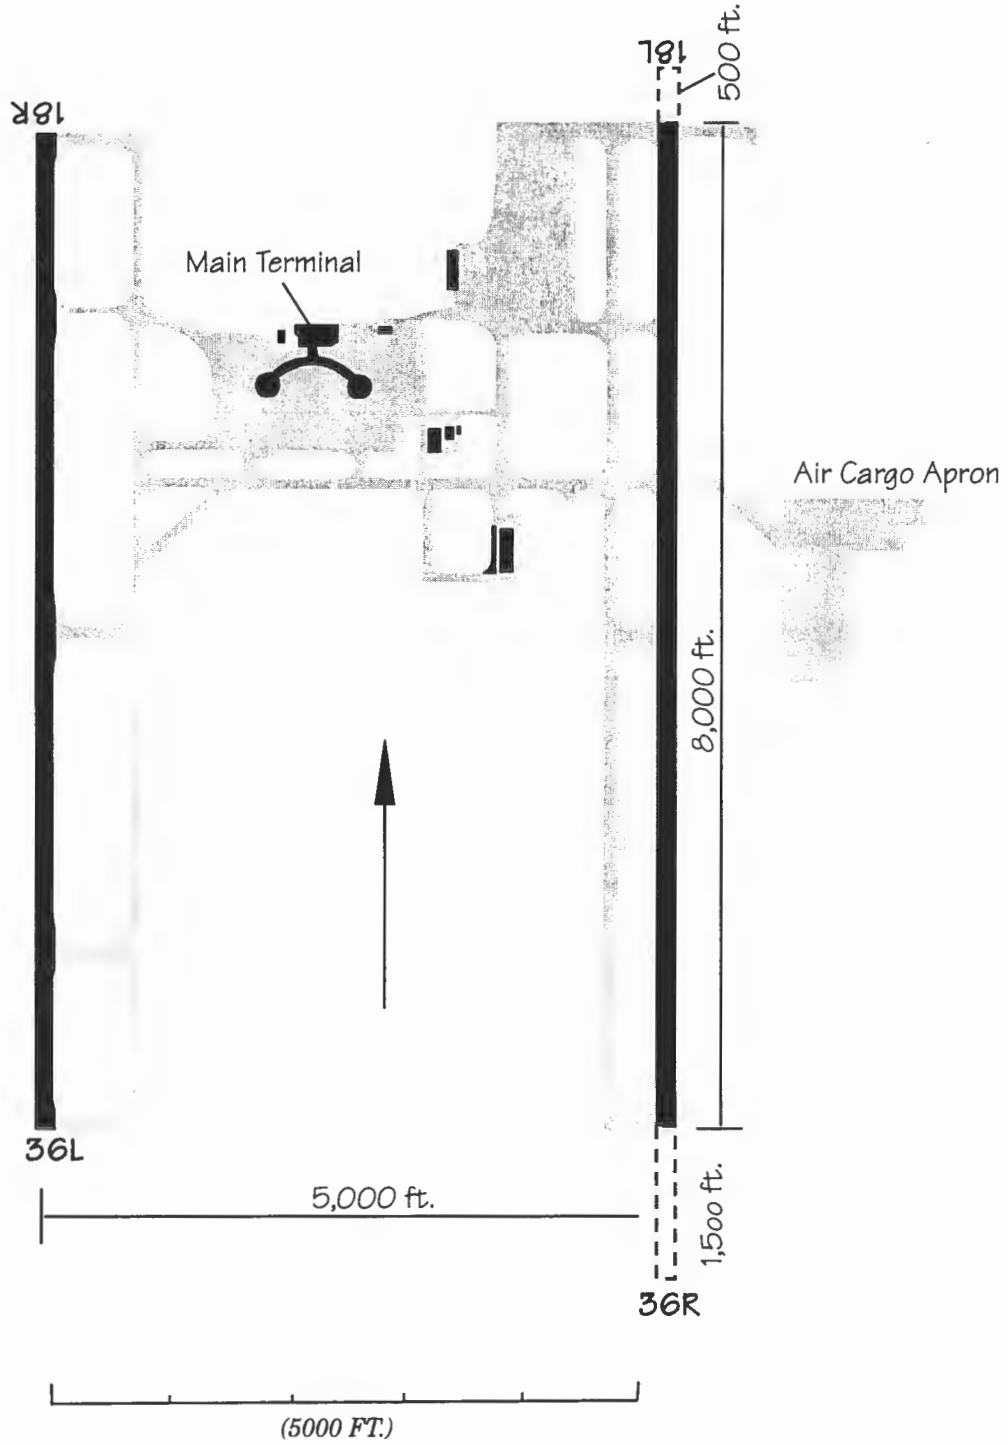 500 ft.
18L
18R
Main Terminal
Air Cargo Apron
8,000 ft.
36L
5,000 ft.
1,500 ft.
36R
(5000 FT.)